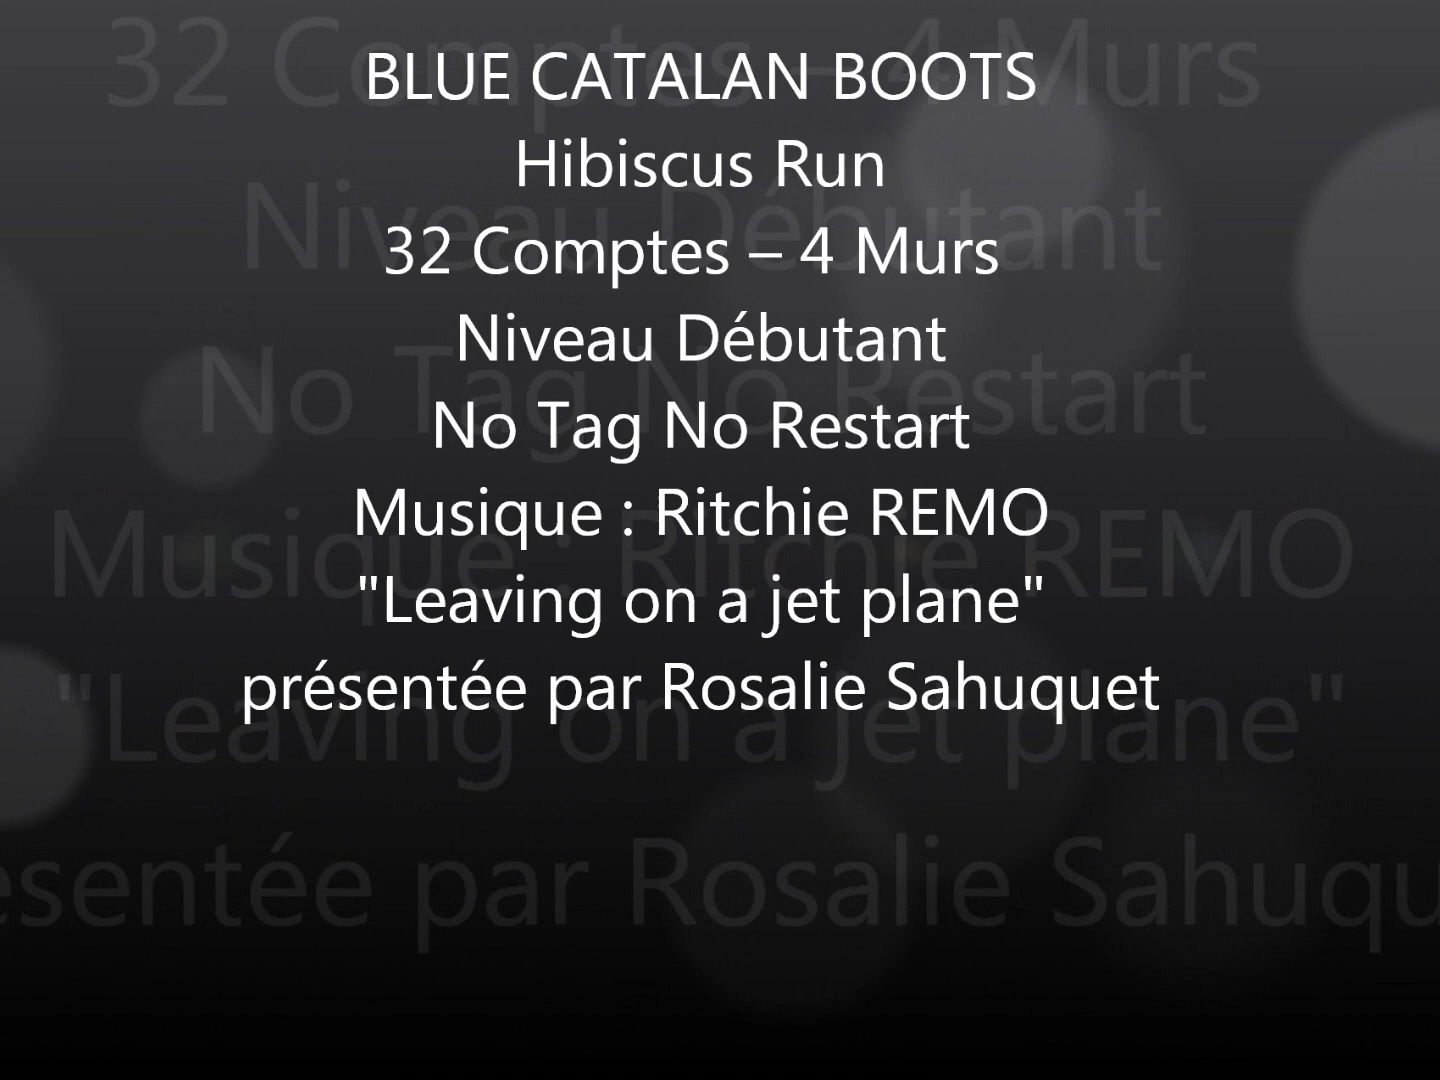 BLUE CATALAN BOOTS
Hibiscus Run
32 Comptes – 4 Murs
Niveau Débutant
No Tag No Restart
Musique : Ritchie REMO
"Leaving on a jet plane"
présentée par Rosalie Sahuquet